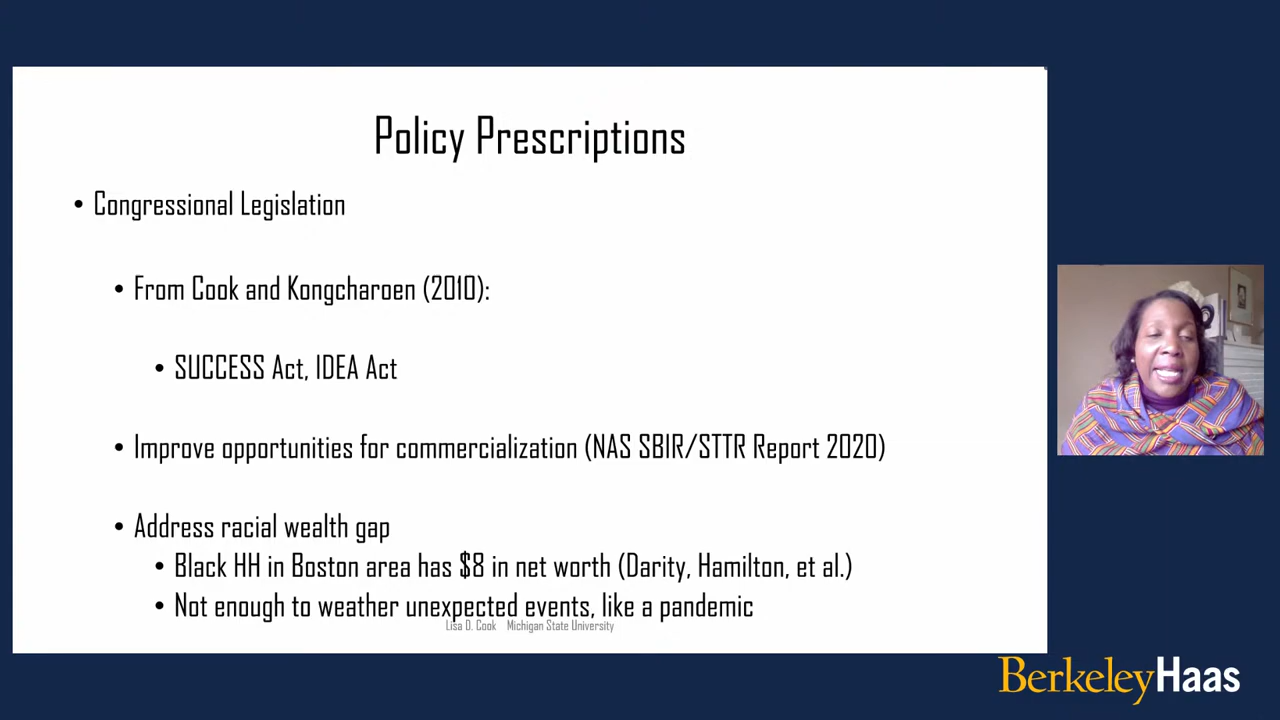 Policy Prescriptions
• Congressional Legislation
• From Cook and Kongcharoen (2010):
• SUCCESS Act, IDEA Act
• Improve opportunities for commercialization (NAS SBIR/STTR Report 2020)
• Address racial wealth gap
• Black HH in Boston area has $8 in net worth (Darity, Hamilton, et al.)
• Not enough to weather unexpected events, like a pandemic
Lisa D. Cook Michigan State University
BerkeleyHaas